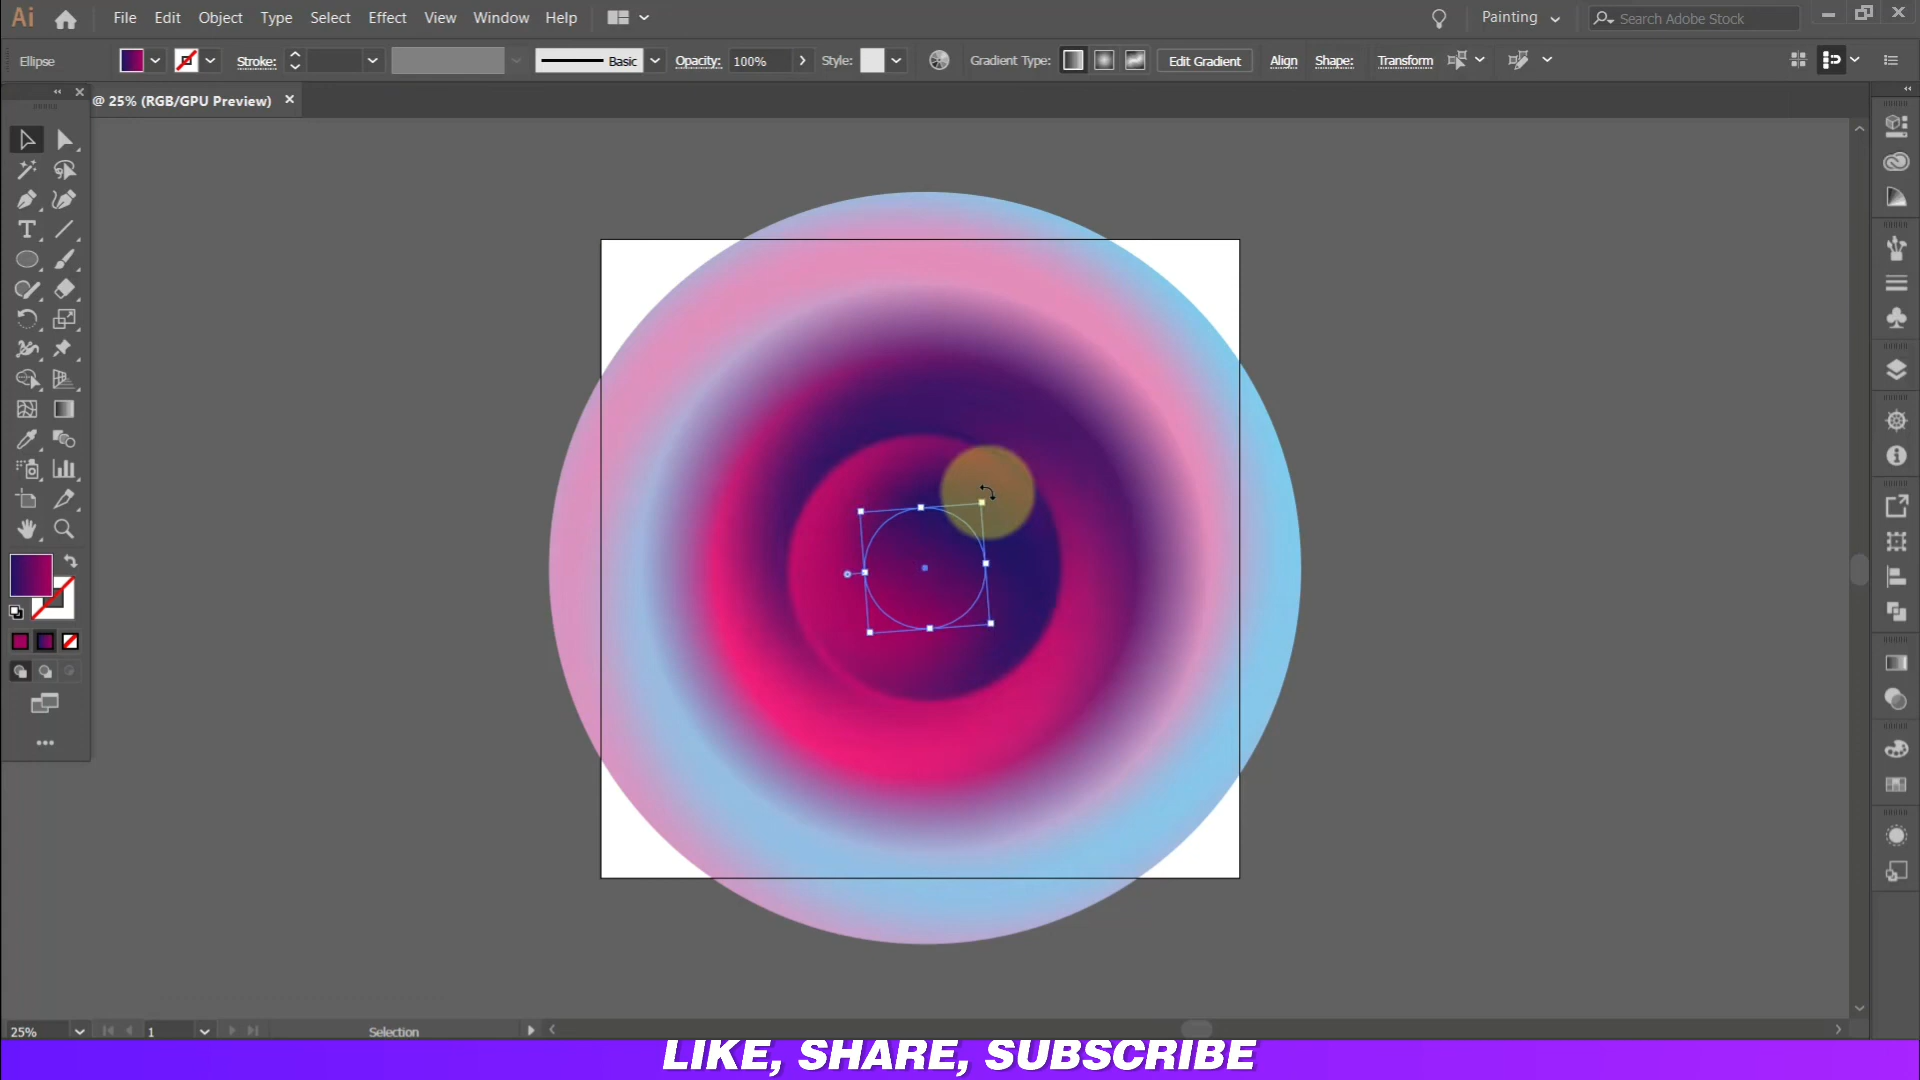 Ai File Edit Object Type Select Effect View Window Help Painting Search Adobe Stock
Ellipse Stroke: Basic Opacity: 100% Style: Gradient Type: Edit Gradient Align Shape: Transform
@ 25% (RGB/GPU Preview)
25% 1 Selection
LIKE, SHARE, SUBSCRIBE